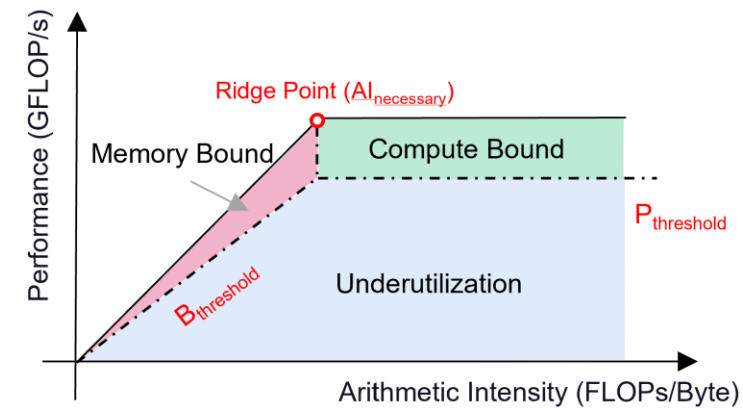 Performance (GFLOP/s)
Ridge Point (AInecessary)
Memory Bound
Compute Bound
Pthreshold
Bthreshold
Underutilization
Arithmetic Intensity (FLOPs/Byte)